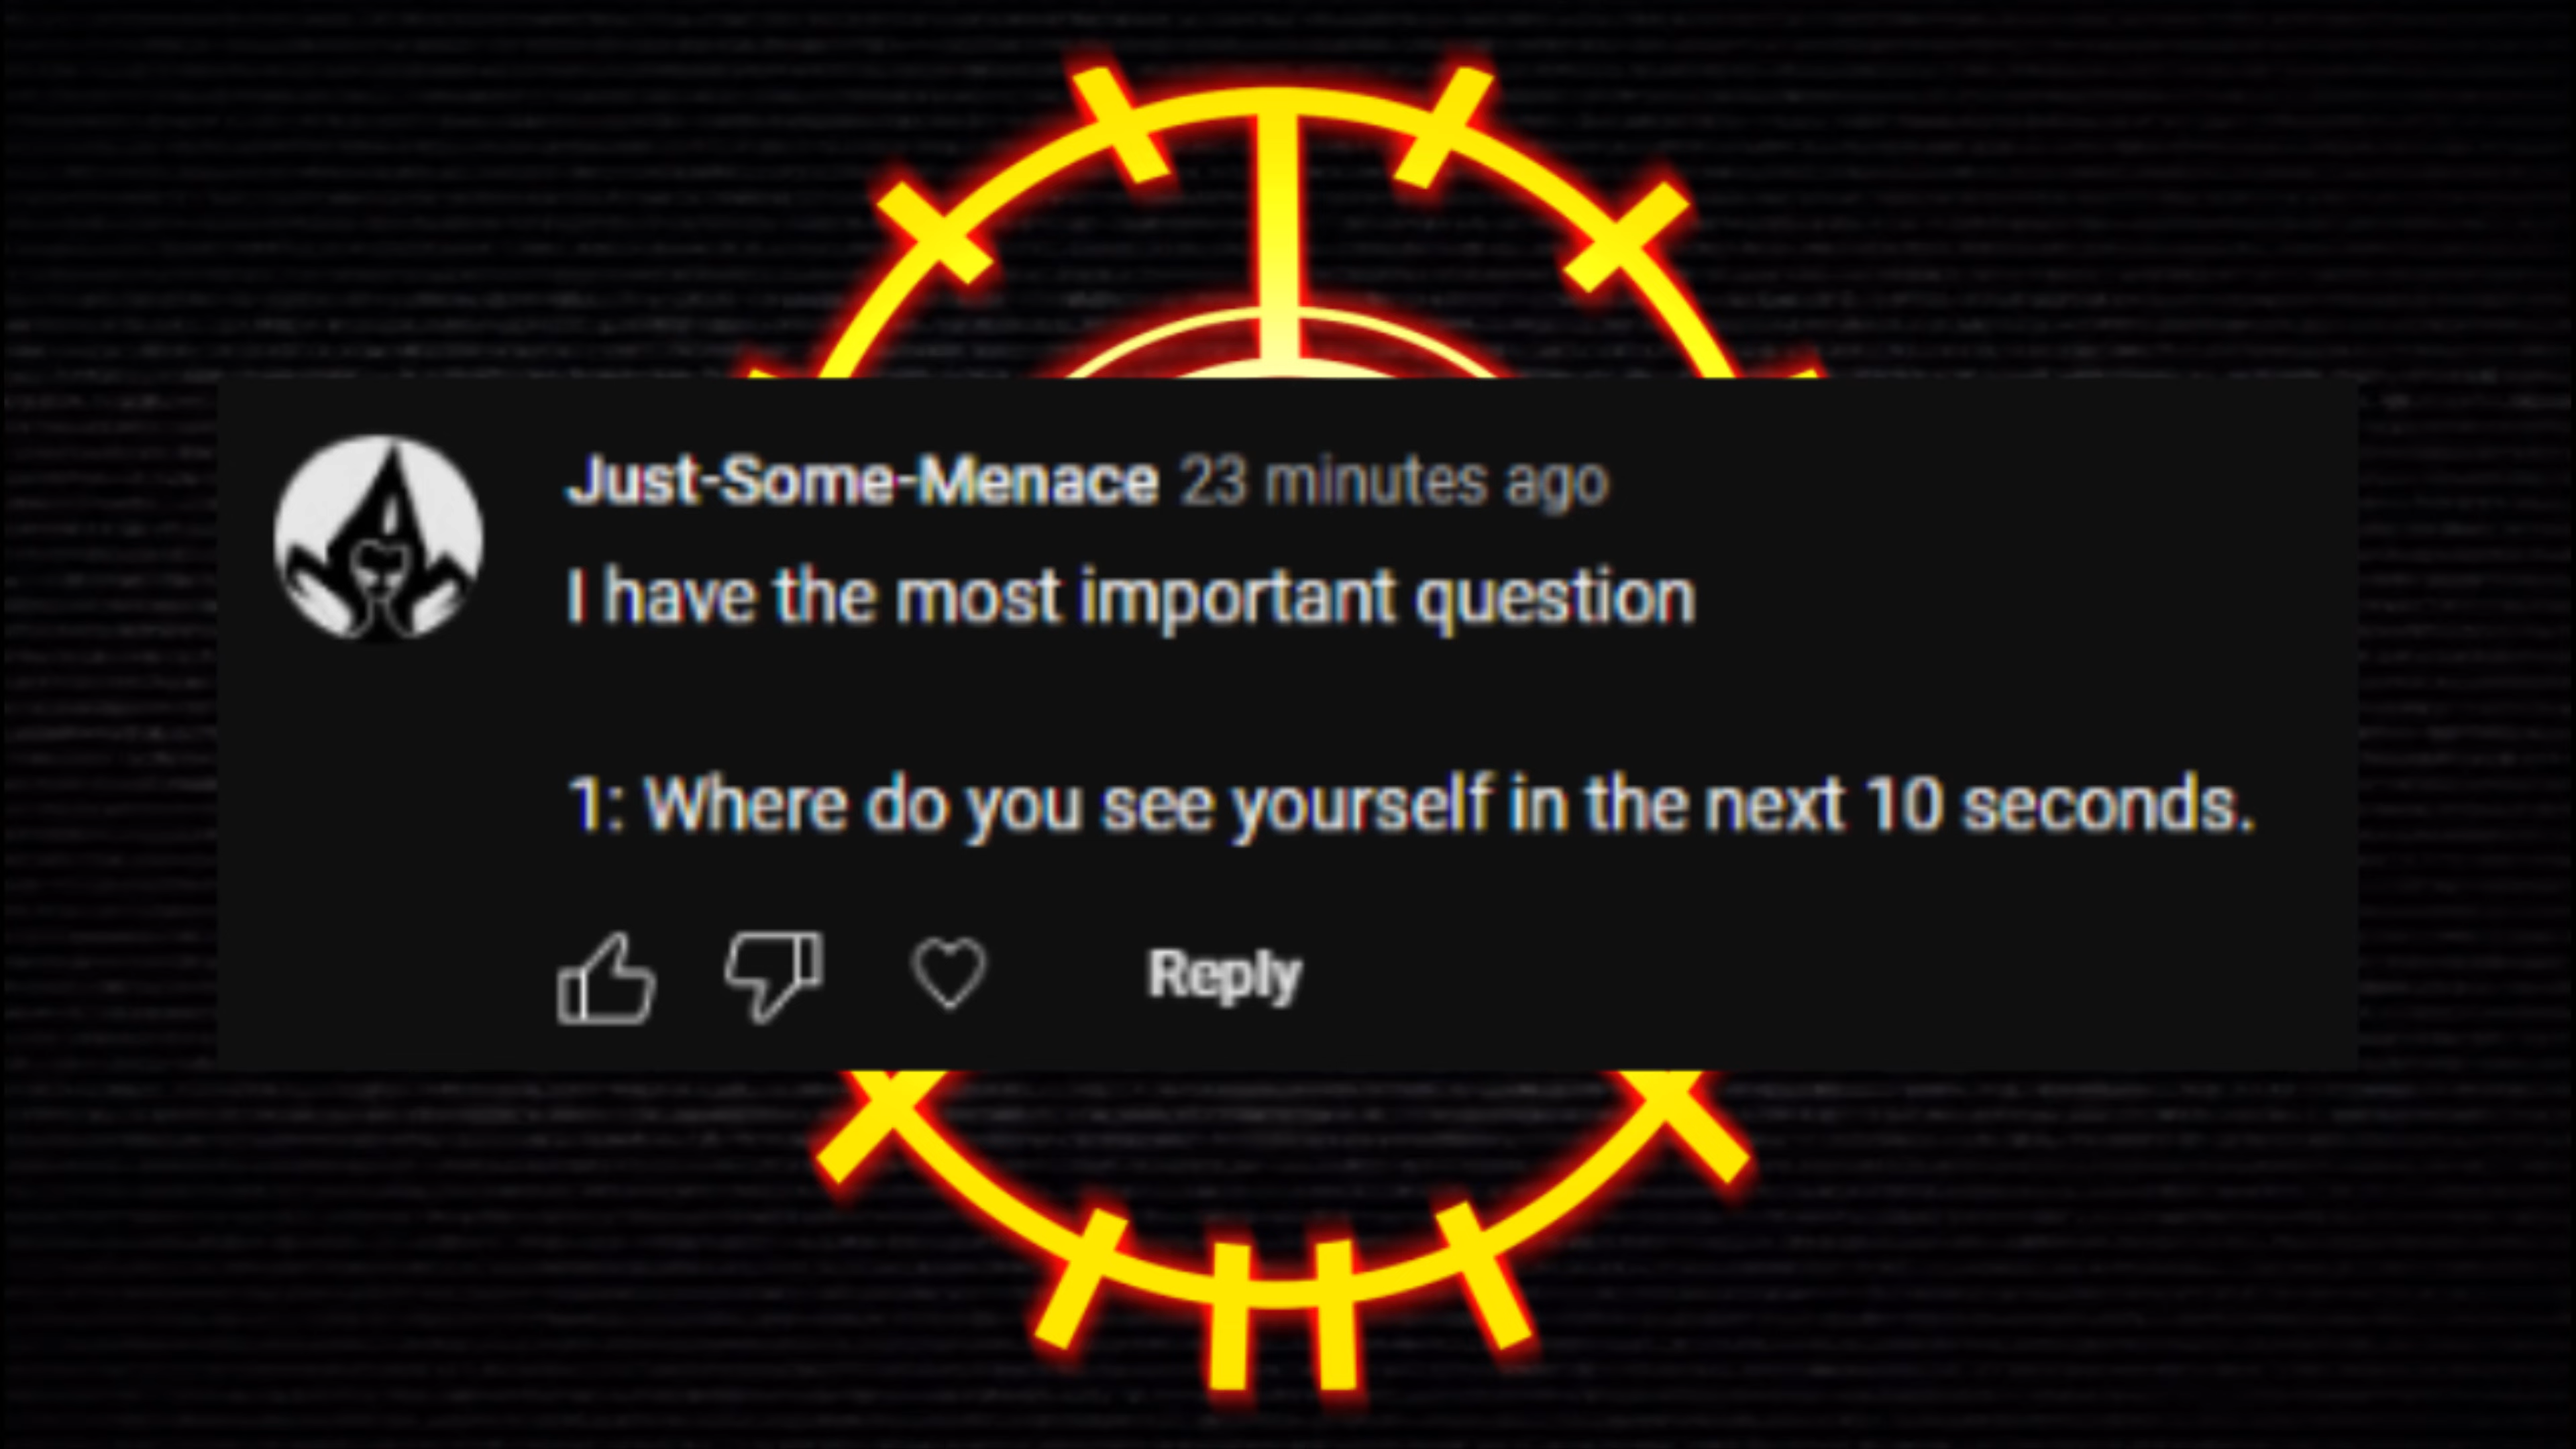 Just-Some-Menace 23 minutes ago
I have the most important question
1: Where do you see yourself in the next 10 seconds.
Reply